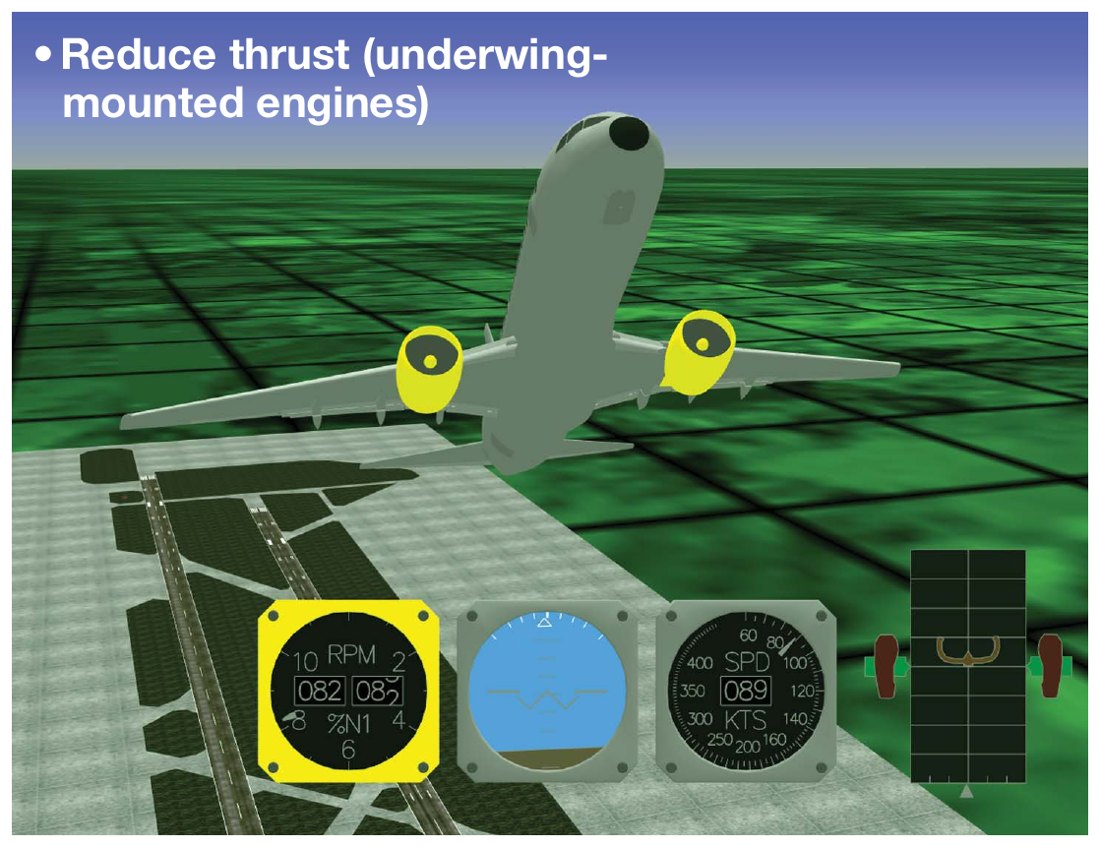 • Reduce thrust (underwing-
mounted engines)
10 RPM 2
082 082
8 %N1 4
6
60
80
400 SPD 100
350 089 120
300 KTS 140
250 200 160